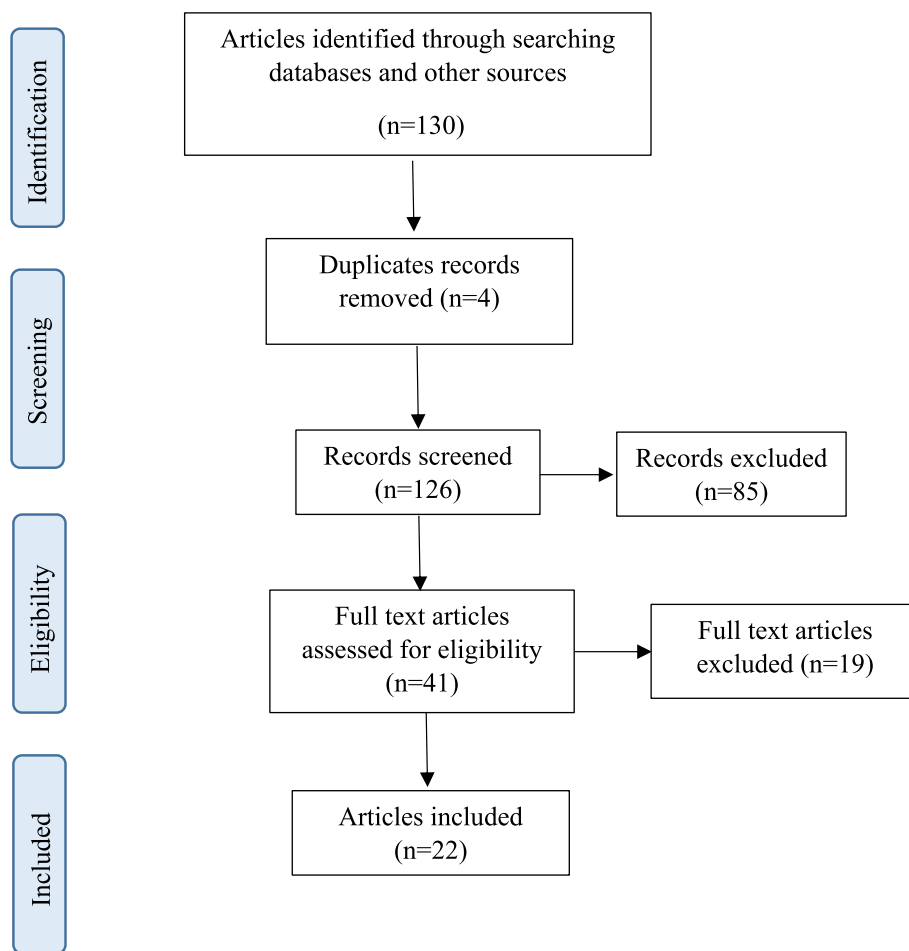 Identification
Articles identified through searching
databases and other sources
(n=130)
Duplicates records
removed (n=4)
Screening
Records screened
(n=126)
Records excluded
(n=85)
Eligibility
Full text articles
assessed for eligibility
(n=41)
Full text articles
excluded (n=19)
Included
Articles included
(n=22)